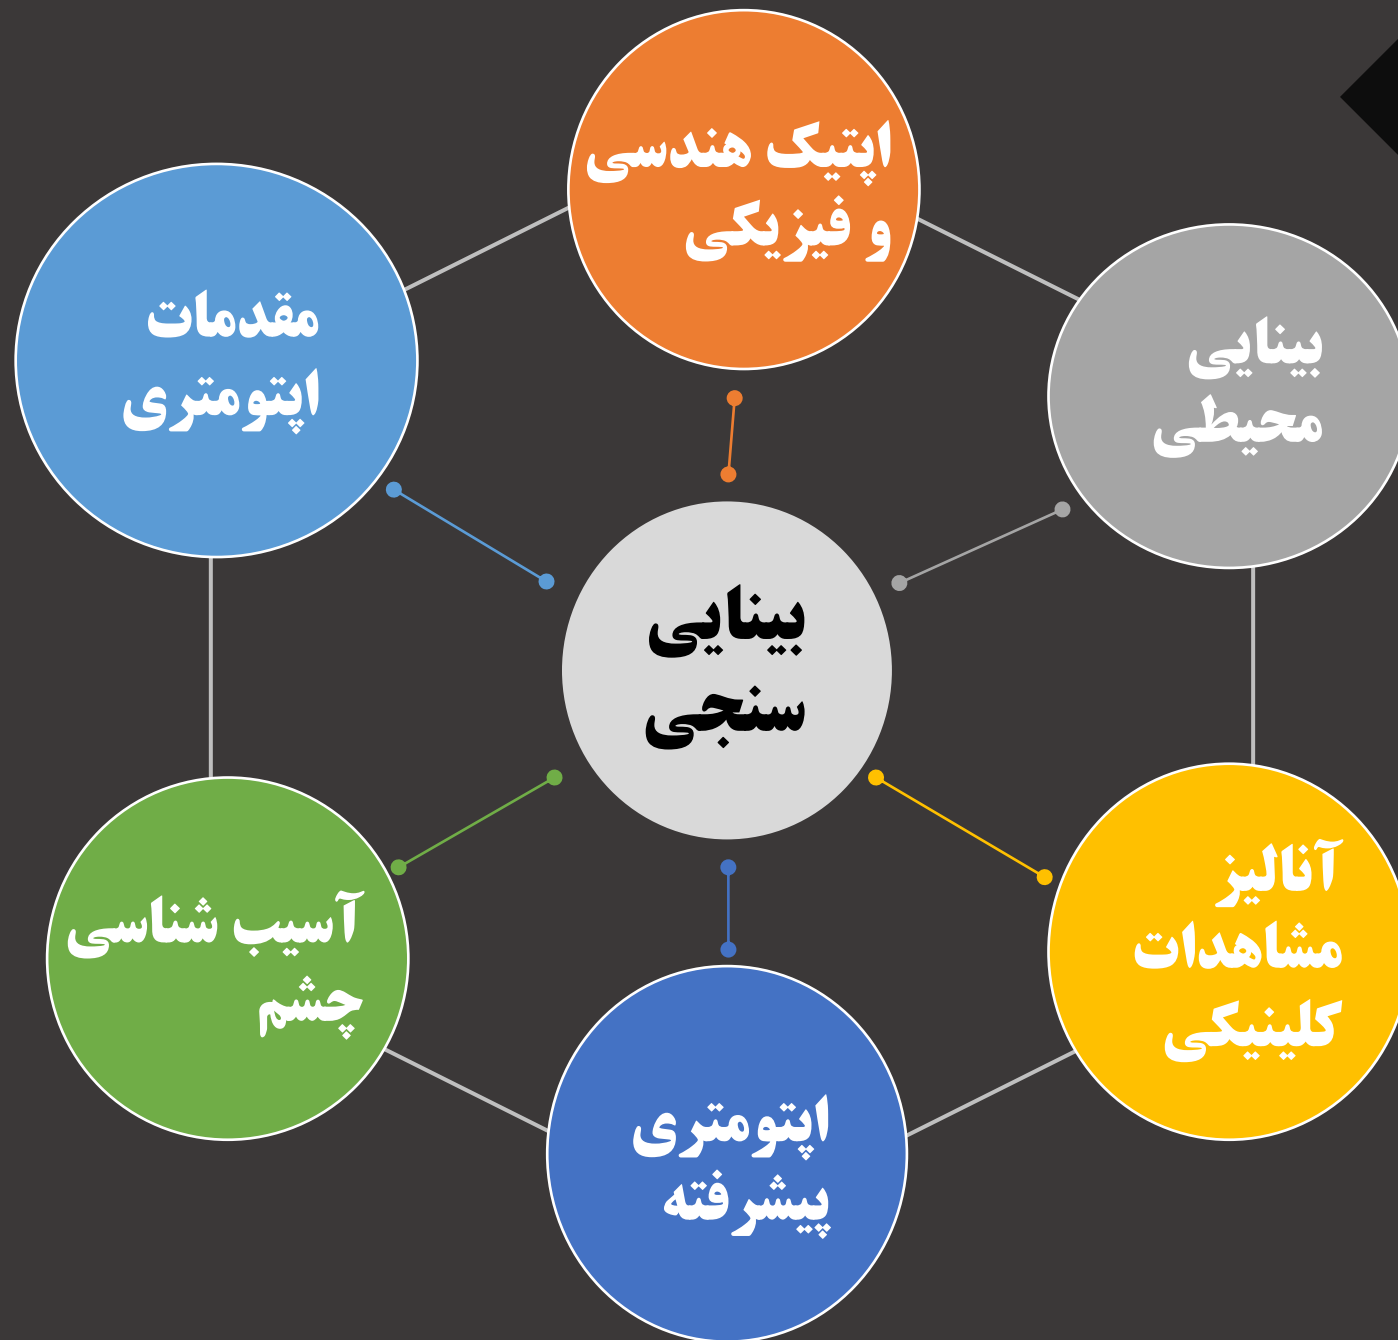 اپتیک هندسی
و فیزیکی
بینایی
محیطی
مقدمات
اپتومتری
بینایی
سنجی
آنالیز
مشاهدات
کلینیکی
آسیب شناسی
چشم
اپتومتری
پیشرفته